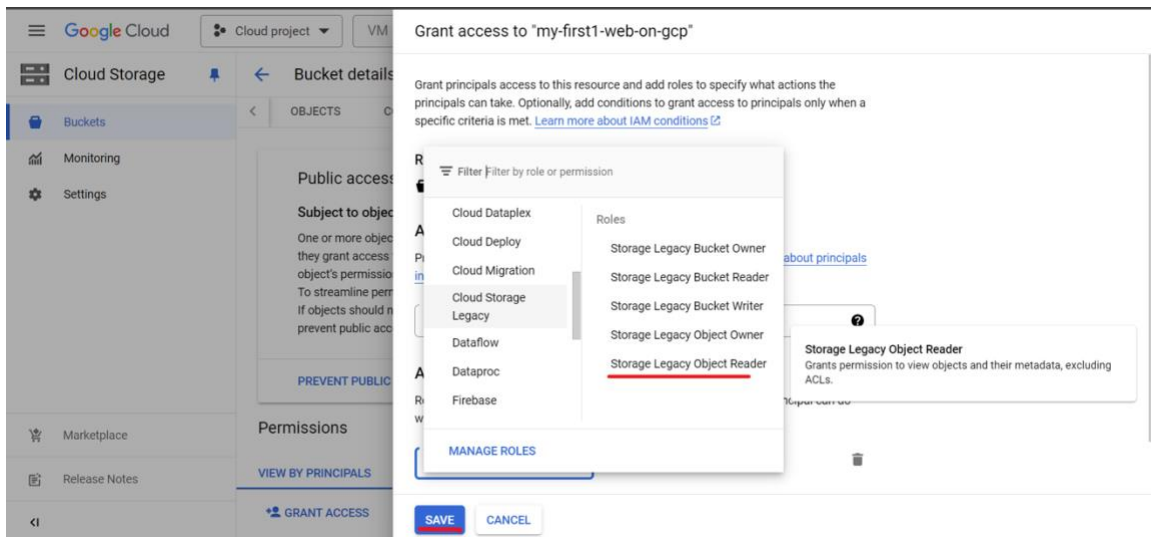 Google Cloud
Cloud project
VM
Grant access to "my-first1-web-on-gcp"
Cloud Storage
Bucket details
Buckets
Monitoring
Settings
OBJECTS
Public access
Subject to objec
One or more objec
they grant access
object's permissio
To streamline perm
If objects should n
prevent public acc
PREVENT PUBLIC
Permissions
VIEW BY PRINCIPALS
GRANT ACCESS
Marketplace
Release Notes
Grant principals access to this resource and add roles to specify what actions the
principals can take. Optionally, add conditions to grant access to principals only when a
specific criteria is met. Learn more about IAM conditions
Filter Filter by role or permission
Cloud Dataplex
Cloud Deploy
Cloud Migration
Cloud Storage
Legacy
Dataflow
Dataproc
Firebase
Roles
Storage Legacy Bucket Owner
Storage Legacy Bucket Reader
Storage Legacy Bucket Writer
Storage Legacy Object Owner
Storage Legacy Object Reader
MANAGE ROLES
about principals
Storage Legacy Object Reader
Grants permission to view objects and their metadata, excluding
ACLs.
SAVE
CANCEL